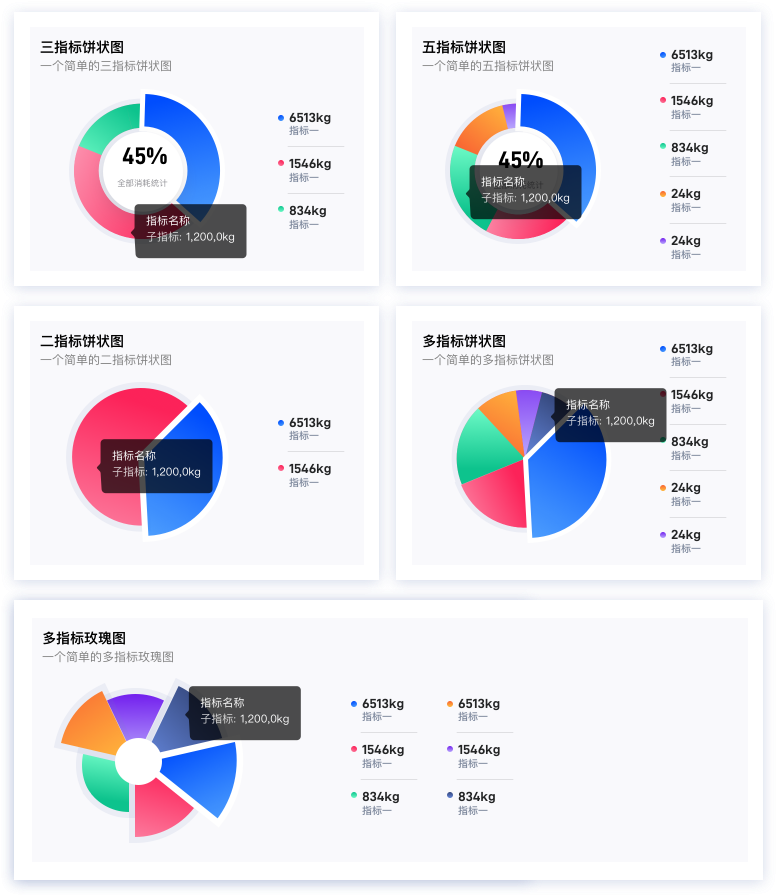 三指标饼状图
一个简单的三指标饼状图
45%
全部消耗统计
指标名称
子指标: 1,200,0kg
6513kg
指标一
1546kg
指标一
834kg
指标一
五指标饼状图
一个简单的五指标饼状图
45%
指标名称
子指标: 1,200,0kg
6513kg
指标一
1546kg
指标一
834kg
指标一
24kg
指标一
24kg
指标一
二指标饼状图
一个简单的二指标饼状图
指标名称
子指标: 1,200,0kg
6513kg
指标一
1546kg
指标一
多指标饼状图
一个简单的多指标饼状图
指标名称
子指标: 1,200,0kg
6513kg
指标一
1546kg
指标一
834kg
指标一
24kg
指标一
24kg
指标一
多指标玫瑰图
一个简单的多指标玫瑰图
指标名称
子指标: 1,200,0kg
6513kg
指标一
1546kg
指标一
834kg
指标一
6513kg
指标一
1546kg
指标一
834kg
指标一